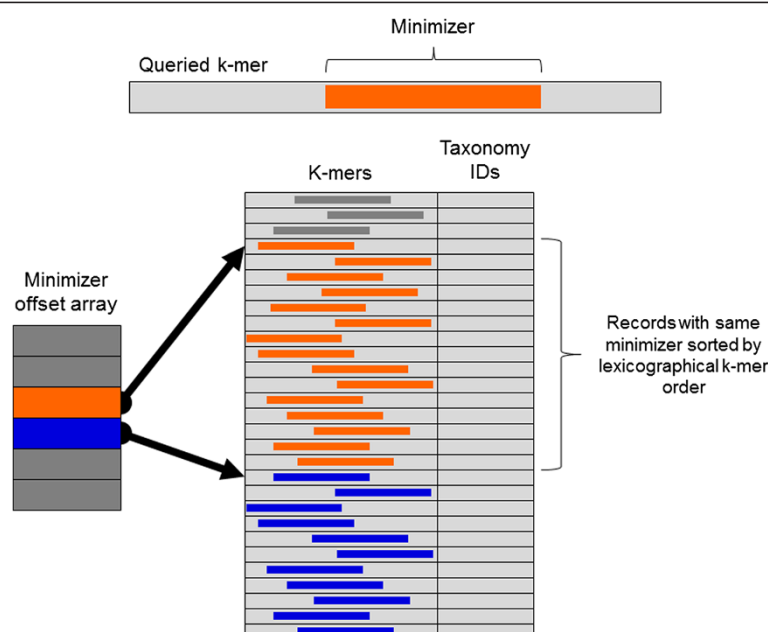 Minimizer
Queried k-mer
Taxonomy
IDs
K-mers
Minimizer
offset array
Records with same
minimizer sorted by
lexicographical k-mer
order